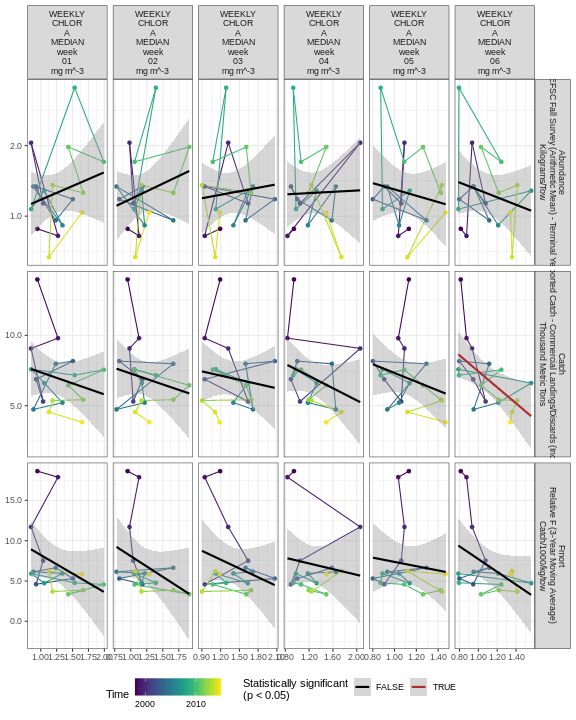 WEEKLY
CHLOR
A
MEDIAN
week
01
mg m^-3
WEEKLY
CHLOR
A
MEDIAN
week
02
mg m^-3
WEEKLY
CHLOR
A
MEDIAN
week
03
mg m^-3
WEEKLY
CHLOR
A
MEDIAN
week
04
mg m^-3
WEEKLY
CHLOR
A
MEDIAN
week
05
mg m^-3
WEEKLY
CHLOR
A
MEDIAN
week
06
mg m^-3
2.0
1.0
Abundance
EFSC Fall Survey (Arithmetic Mean) - Terminal Ye
Kilograms/Tow
10.0
5.0
Catch
ported Catch - Commercial Landings/Discards (Inc
Thousand Metric Tons
15.0
10.0
5.0
0.0
Fmort
Relative F (3-Year Moving Average)
Catch/1000/kg/tow
1.00 1.25 1.50 1.75 2.00
0.75 1.00 1.25 1.50 1.75
0.90 1.20 1.50 1.80 2.10
0.80 1.20 1.60 2.00
0.80 1.00 1.20 1.40
0.80 1.00 1.20 1.40
Time
2000 2010
Statistically significant
(p < 0.05)
FALSE
TRUE